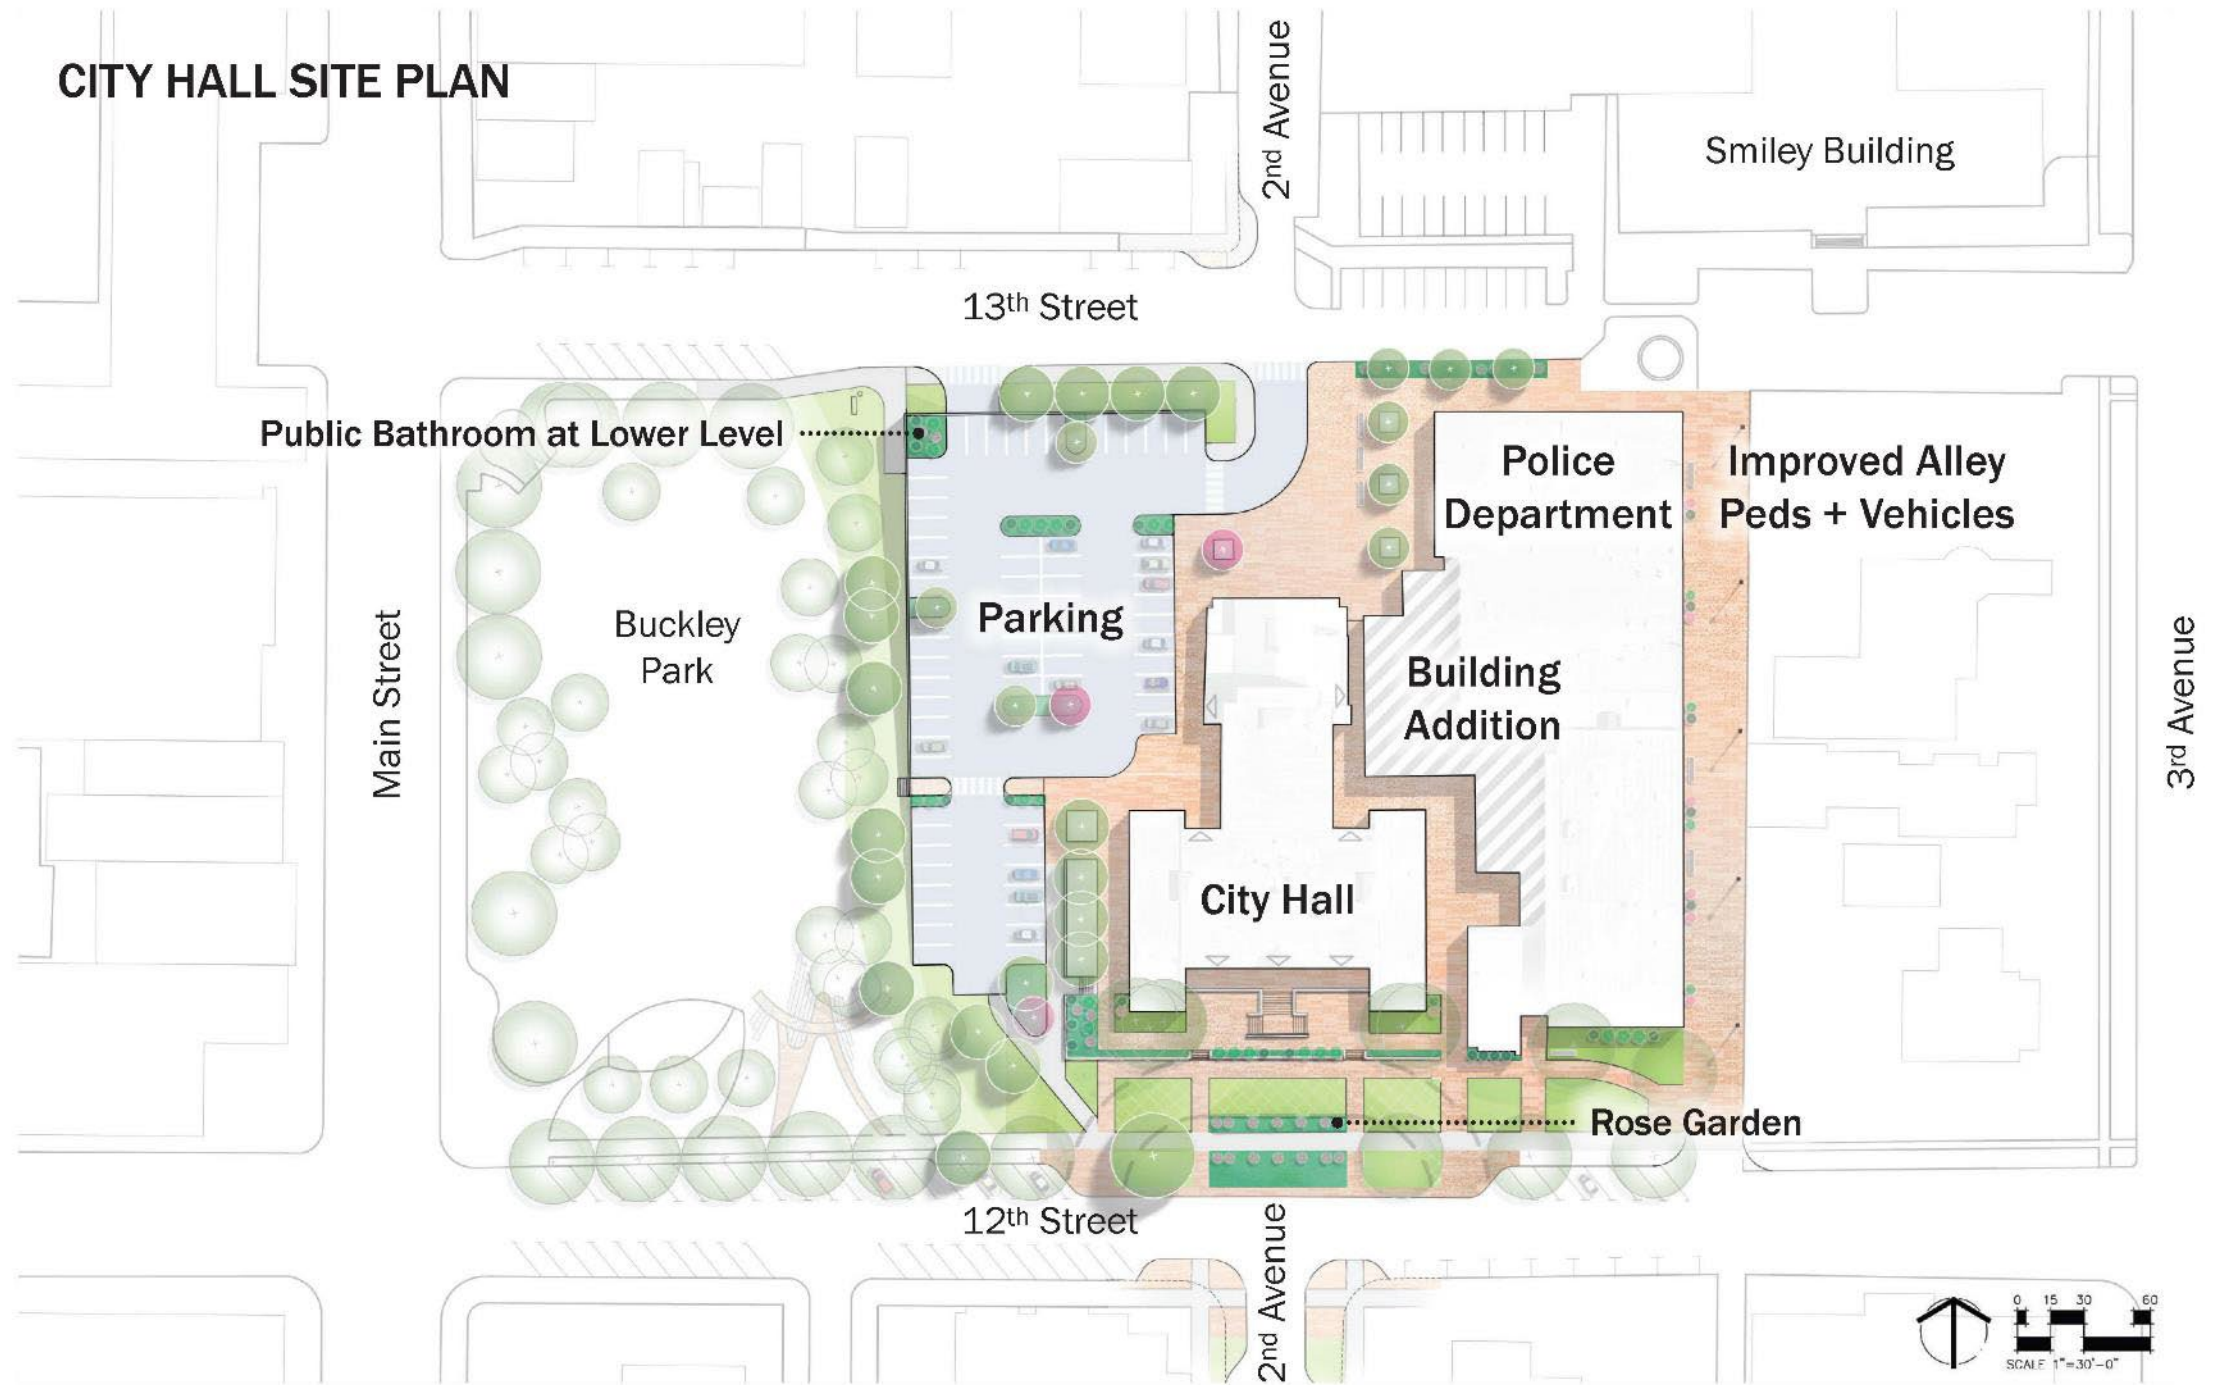 CITY HALL SITE PLAN
2nd Avenue
Smiley Building
13th Street
Public Bathroom at Lower Level
Police
Department
Improved Alley
Peds + Vehicles
Main Street
Buckley
Park
Parking
Building
Addition
3rd Avenue
City Hall
Rose Garden
12th Street
2nd Avenue
0 15 30 60
SCALE 1"=30'-0"